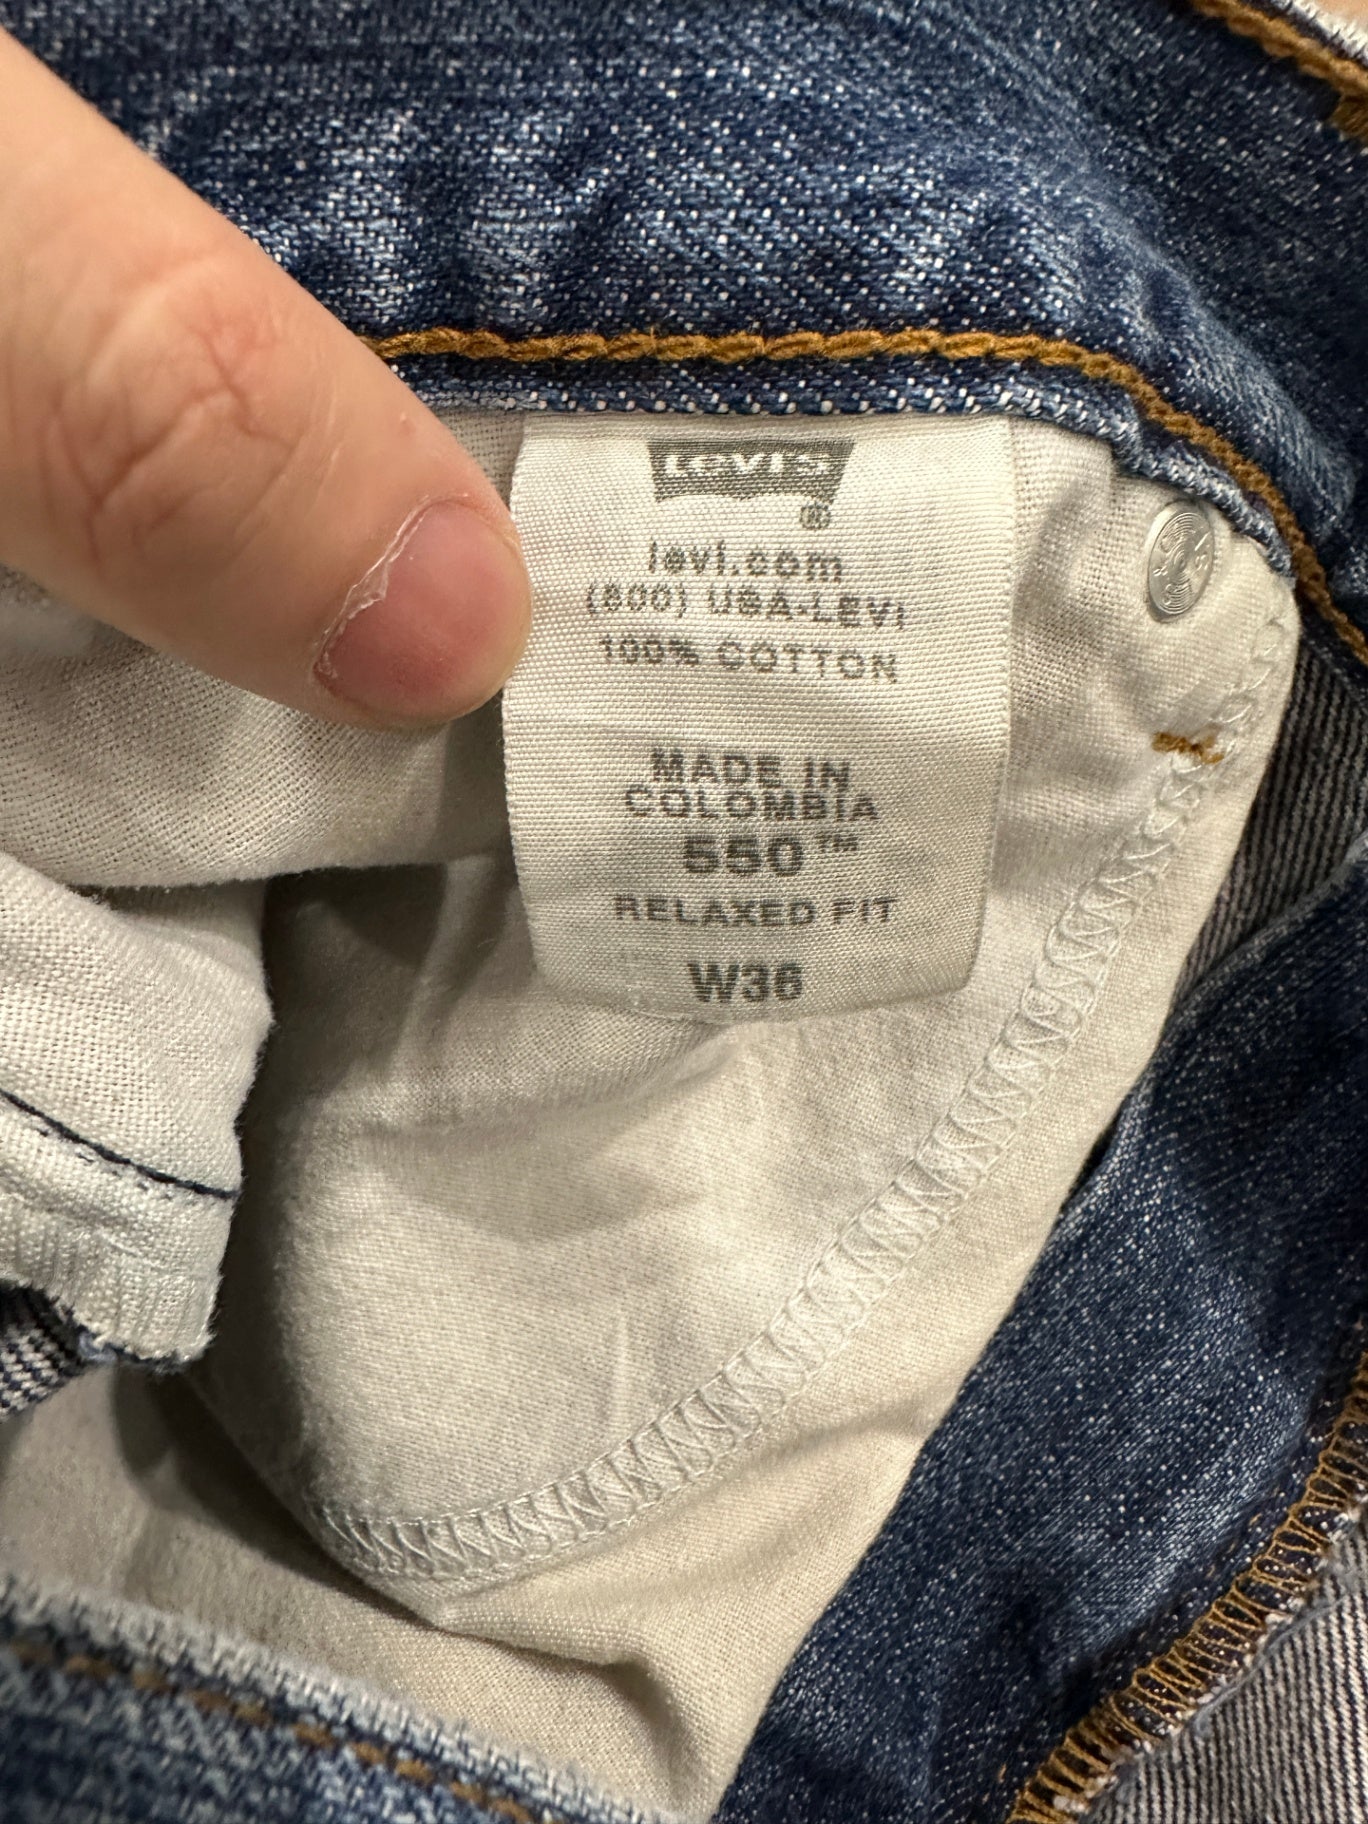 Levi's
®
levi.com
(800) USA-LEVI
100% COTTON
MADE IN
COLOMBIA
550™
RELAXED FIT
W36